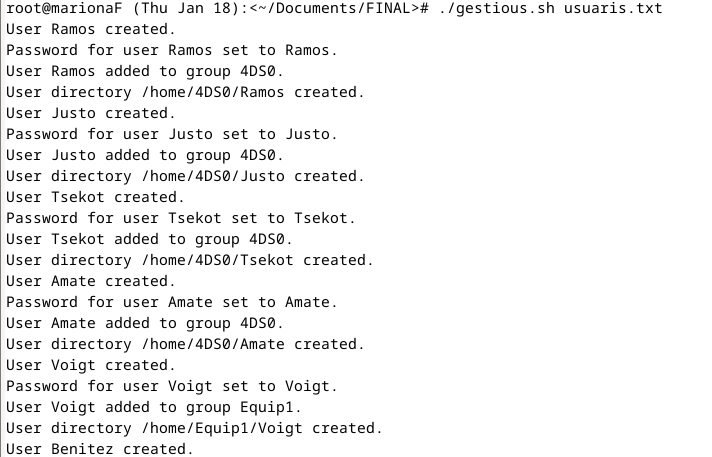 root@marionaF (Thu Jan 18):<~/Documents/FINAL># ./gestious.sh usuaris.txt
User Ramos created.
Password for user Ramos set to Ramos.
User Ramos added to group 4DS0.
User directory /home/4DS0/Ramos created.
User Justo created.
Password for user Justo set to Justo.
User Justo added to group 4DS0.
User directory /home/4DS0/Justo created.
User Tsekot created.
Password for user Tsekot set to Tsekot.
User Tsekot added to group 4DS0.
User directory /home/4DS0/Tsekot created.
User Amate created.
Password for user Amate set to Amate.
User Amate added to group 4DS0.
User directory /home/4DS0/Amate created.
User Voigt created.
Password for user Voigt set to Voigt.
User Voigt added to group Equip1.
User directory /home/Equip1/Voigt created.
User Benitez created.